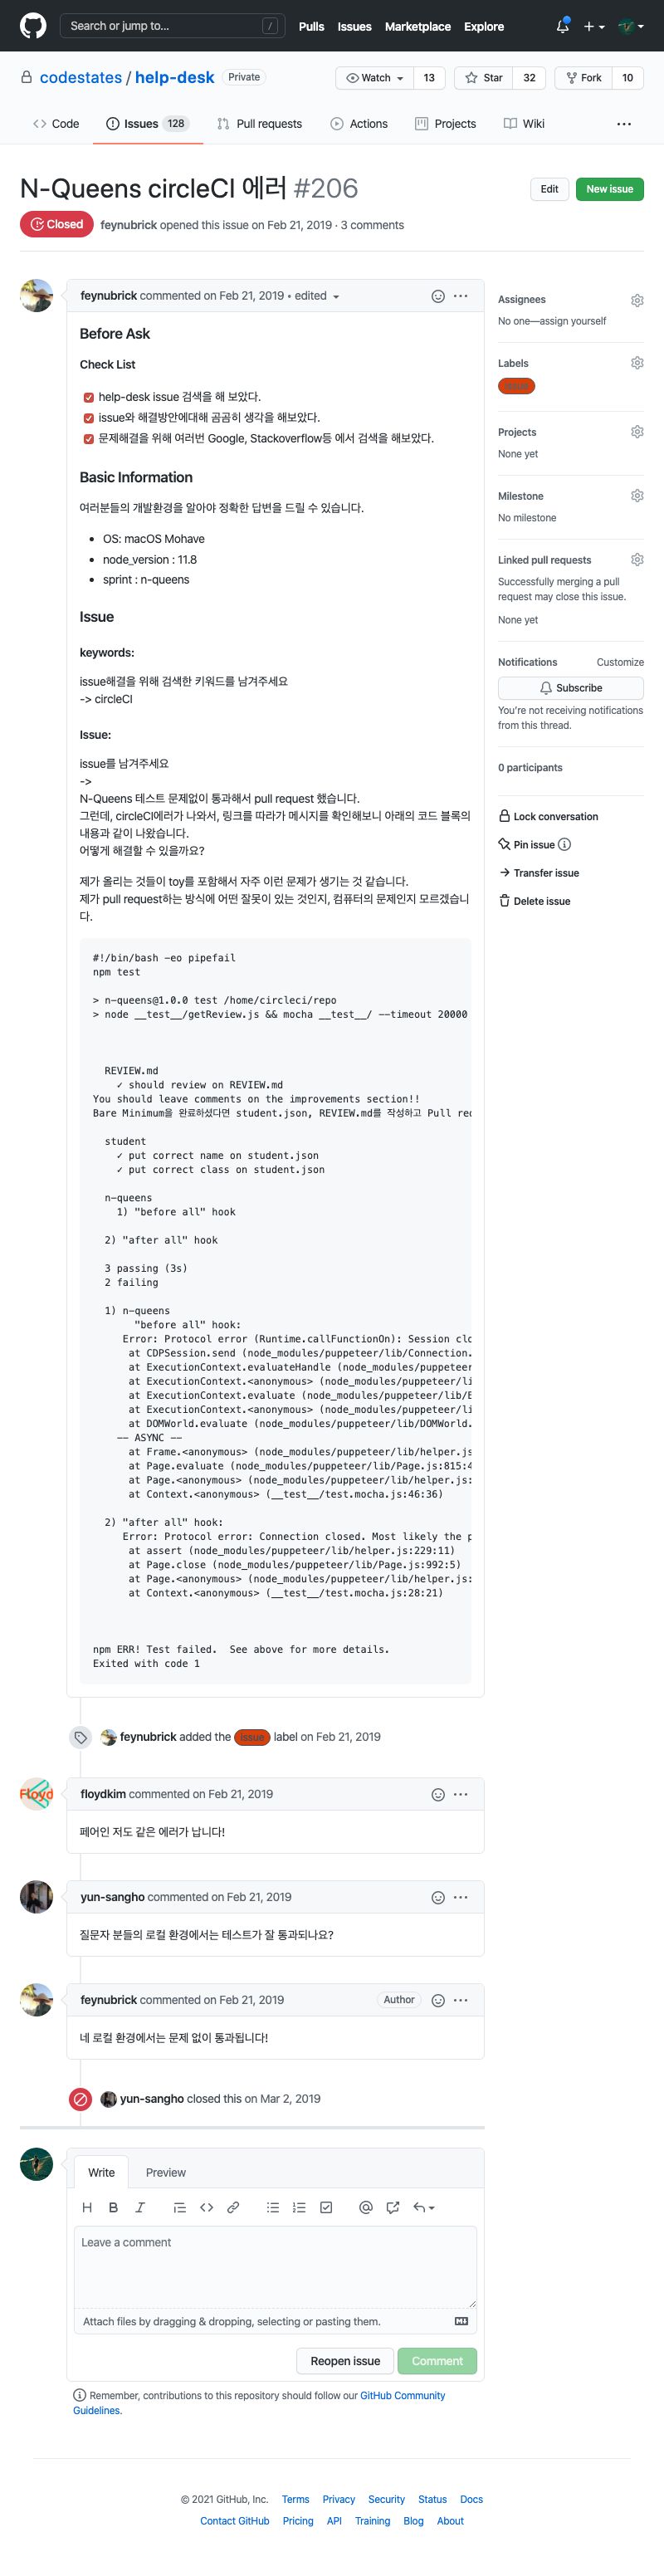 Search or jump to...
/
Pulls Issues Marketplace Explore
codestates / help-desk Private
Watch 13 Star 32 Fork 10
Code Issues 128 Pull requests Actions Projects Wiki
N-Queens circleCI 에러 #206
Edit New issue
Closed feynubrick opened this issue on Feb 21, 2019 · 3 comments
feynubrick commented on Feb 21, 2019 • edited
Before Ask
Check List
help-desk issue 검색을 해 보았다.
issue와 해결방안에대해 곰곰히 생각을 해보았다.
문제해결을 위해 여러번 Google, Stackoverflow등 에서 검색을 해보았다.
Basic Information
여러분들의 개발환경을 알아야 정확한 답변을 드릴 수 있습니다.
• OS: macOS Mohave
• node_version : 11.8
• sprint : n-queens
Issue
keywords:
issue해결을 위해 검색한 키워드를 남겨주세요
-> circleCI
Issue:
issue를 남겨주세요
->
N-Queens 테스트 문제없이 통과해서 pull request 했습니다.
그런데, circleCI에러가 나와서, 링크를 따라가 메시지를 확인해보니 아래의 코드 블록의
내용과 같이 나왔습니다.
어떻게 해결할 수 있을까요?
제가 올리는 것들이 toy를 포함해서 자주 이런 문제가 생기는 것 같습니다.
제가 pull request하는 방식에 어떤 잘못이 있는 것인지, 컴퓨터의 문제인지 모르겠습니
다.
#!/bin/bash -eo pipefail
npm test
> n-queens@1.0.0 test /home/circleci/repo
> node __test__/getReview.js && mocha __test__/ --timeout 20000
REVIEW.md
✓ should review on REVIEW.md
You should leave comments on the improvements section!!
Bare Minimum을 완료하셨다면 student.json, REVIEW.md를 작성하고 Pull rec
student
✓ put correct name on student.json
✓ put correct class on student.json
n-queens
1) "before all" hook
2) "after all" hook
3 passing (3s)
2 failing
1) n-queens
"before all" hook:
Error: Protocol error (Runtime.callFunctionOn): Session clo
at CDPSession.send (node_modules/puppeteer/lib/Connection.
at ExecutionContext.evaluateHandle (node_modules/puppeteer
at ExecutionContext.<anonymous> (node_modules/puppeteer/li
at ExecutionContext.evaluate (node_modules/puppeteer/lib/E
at ExecutionContext.<anonymous> (node_modules/puppeteer/li
at DOMWorld.evaluate (node_modules/puppeteer/lib/DOMWorld.
-- ASYNC --
at Frame.<anonymous> (node_modules/puppeteer/lib/helper.js
at Page.evaluate (node_modules/puppeteer/lib/Page.js:815:4
at Page.<anonymous> (node_modules/puppeteer/lib/helper.js:
at Context.<anonymous> (__test__/test.mocha.js:46:36)
2) "after all" hook:
Error: Protocol error: Connection closed. Most likely the p
at assert (node_modules/puppeteer/lib/helper.js:229:11)
at Page.close (node_modules/puppeteer/lib/Page.js:992:5)
at Page.<anonymous> (node_modules/puppeteer/lib/helper.js:
at Context.<anonymous> (__test__/test.mocha.js:28:21)
npm ERR! Test failed.  See above for more details.
Exited with code 1
feynubrick added the issue label on Feb 21, 2019
Floyd
floydkim commented on Feb 21, 2019
페어인 저도 같은 에러가 납니다!
yun-sangho commented on Feb 21, 2019
질문자 분들의 로컬 환경에서는 테스트가 잘 통과되나요?
feynubrick commented on Feb 21, 2019 Author
네 로컬 환경에서는 문제 없이 통과됩니다!
yun-sangho closed this on Mar 2, 2019
Write Preview
Leave a comment
Attach files by dragging & dropping, selecting or pasting them.
Reopen issue Comment
Remember, contributions to this repository should follow our GitHub Community
Guidelines.
Assignees
No one—assign yourself
Labels
issue
Projects
None yet
Milestone
No milestone
Linked pull requests
Successfully merging a pull
request may close this issue.
None yet
Notifications Customize
Subscribe
You're not receiving notifications
from this thread.
0 participants
Lock conversation
Pin issue
Transfer issue
Delete issue
© 2021 GitHub, Inc. Terms Privacy Security Status Docs
Contact GitHub Pricing API Training Blog About